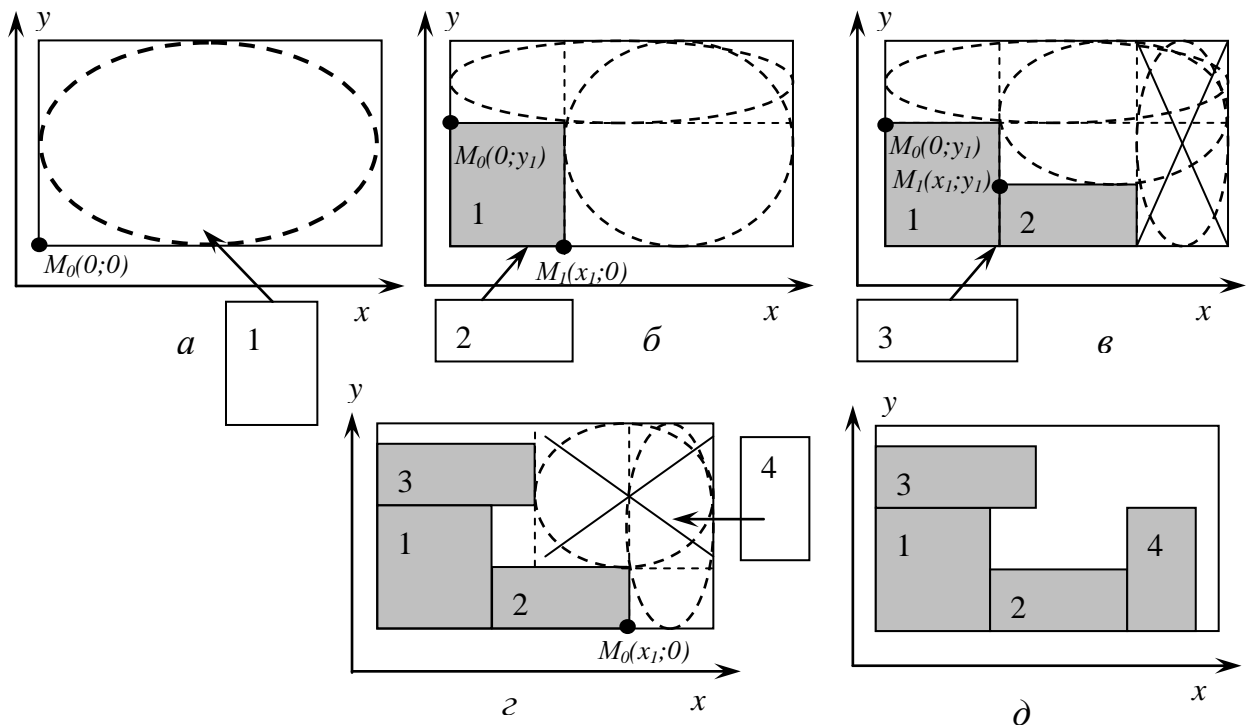 y
M₀(0;0)
x
а
1
y
M₀(0;y₁)
1
M₁(x₁;0)
x
2
б
y
M₀(0;y₁)
M₁(x₁;y₁)
1
2
x
3
в
y
3
1
2
4
M₀(x₁;0)
x
г
y
3
1
2
4
x
д